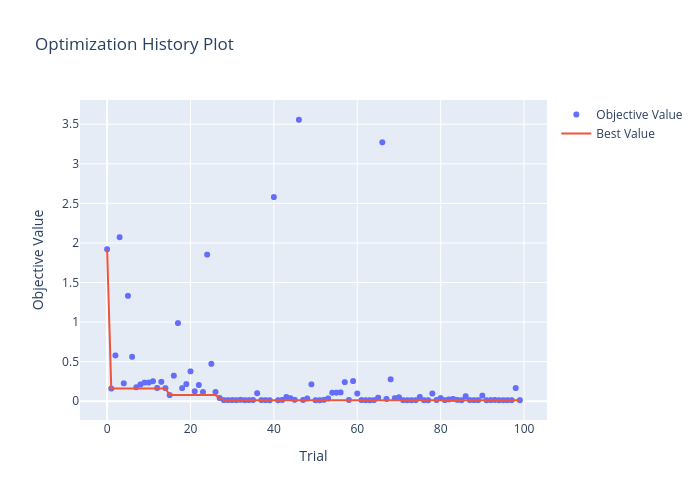 Optimization History Plot
Objective Value
Best Value
3.5
3
2.5
2
1.5
1
0.5
0
Objective Value
0
20
40
60
80
100
Trial